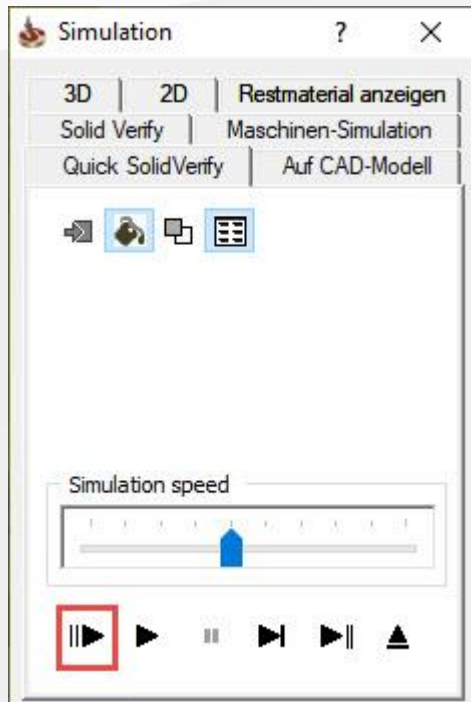 Simulation ?
3D 2D Restmaterial anzeigen
Solid Verify Maschinen-Simulation
Quick SolidVerify Auf CAD-Modell
Simulation speed